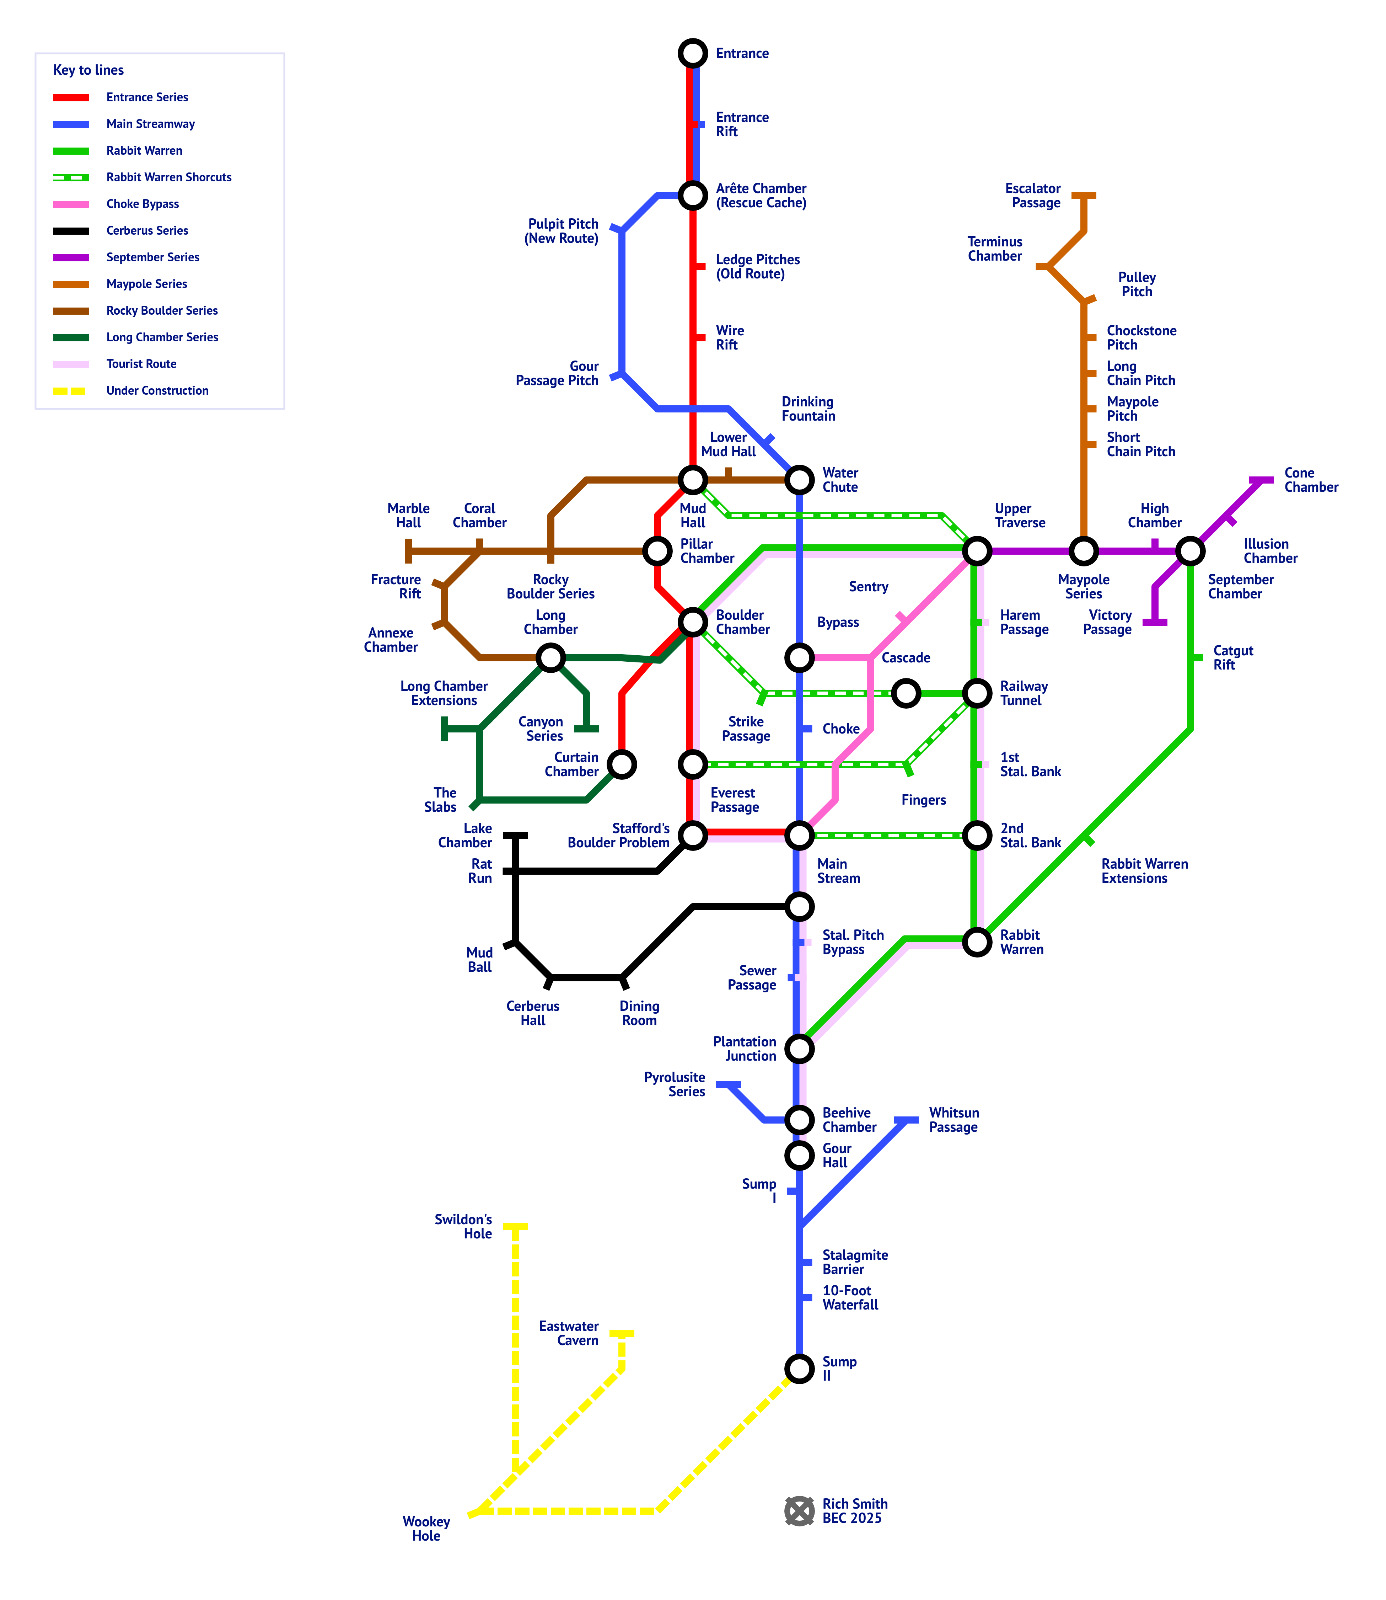 Key to lines
Entrance Series
Main Streamway
Rabbit Warren
Rabbit Warren Shorcuts
Choke Bypass
Cerberus Series
September Series
Maypole Series
Rocky Boulder Series
Long Chamber Series
Tourist Route
Under Construction
Entrance
Entrance
Rift
Arête Chamber
(Rescue Cache)
Pulpit Pitch
(New Route)
Ledge Pitches
(Old Route)
Wire
Rift
Gour
Passage Pitch
Drinking
Fountain
Lower
Mud Hall
Water
Chute
Escalator
Passage
Terminus
Chamber
Pulley
Pitch
Chockstone
Pitch
Long
Chain Pitch
Maypole
Pitch
Short
Chain Pitch
Cone
Chamber
Marble
Hall
Coral
Chamber
Mud
Hall
Upper
Traverse
High
Chamber
Pillar
Chamber
Illusion
Chamber
Fracture
Rift
Rocky
Boulder Series
Sentry
Maypole
Series
September
Chamber
Annexe
Chamber
Long
Chamber
Boulder
Chamber
Bypass
Harem
Passage
Victory
Passage
Cascade
Catgut
Rift
Long Chamber
Extensions
Canyon
Series
Strike
Passage
Choke
Railway
Tunnel
Curtain
Chamber
1st
Stal. Bank
The
Slabs
Everest
Passage
Fingers
Lake
Chamber
Stafford's
Boulder Problem
2nd
Stal. Bank
Rat
Run
Main
Stream
Rabbit Warren
Extensions
Mud
Ball
Stal. Pitch
Bypass
Rabbit
Warren
Sewer
Passage
Cerberus
Hall
Dining
Room
Plantation
Junction
Pyrolusite
Series
Beehive
Chamber
Whitsun
Passage
Gour
Hall
Sump
I
Swildon's
Hole
Stalagmite
Barrier
10-Foot
Waterfall
Eastwater
Cavern
Sump
II
Wookey
Hole
Rich Smith
BEC 2025